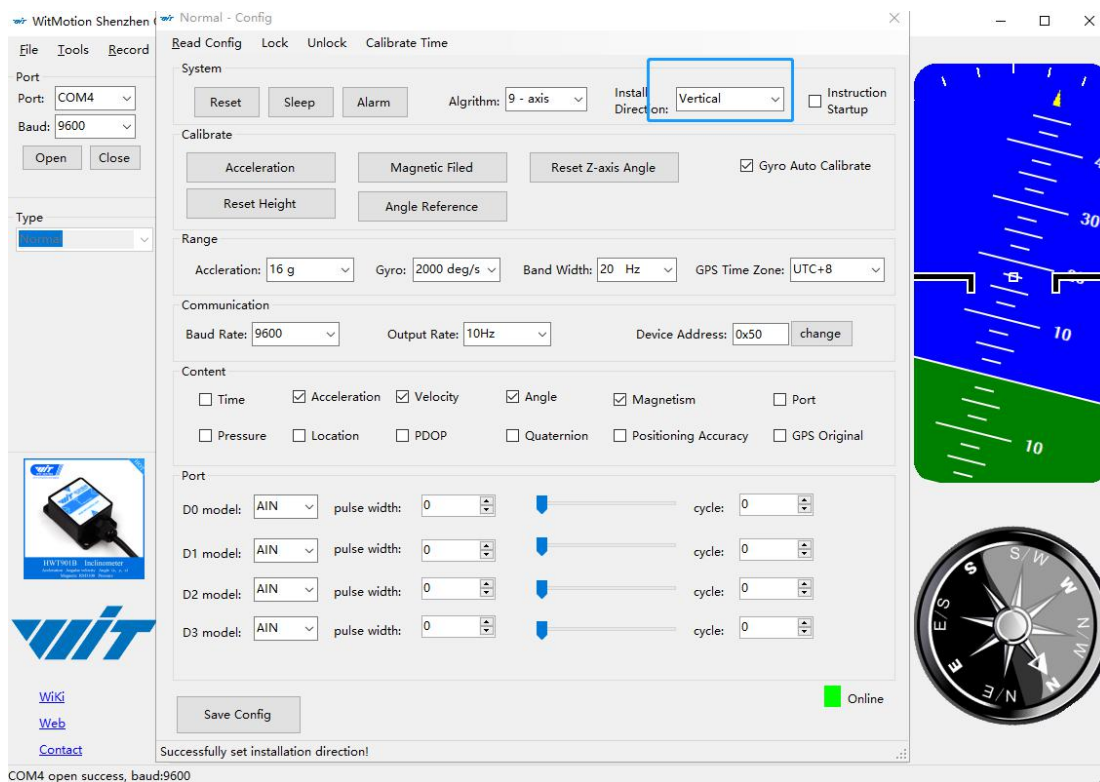 WitMotion Shenzhen
Normal - Config
File Tools Record
Read Config Lock Unlock Calibrate Time
Port
Port: COM4
Baud: 9600
Open Close
Type
Normal
System
Reset Sleep Alarm
Algrithm: 9 - axis
Install
Direction: Vertical
Instruction
Startup
Calibrate
Acceleration Magnetic Filed Reset Z-axis Angle Gyro Auto Calibrate
Reset Height Angle Reference
Range
Accleration: 16 g Gyro: 2000 deg/s Band Width: 20 Hz GPS Time Zone: UTC+8
Communication
Baud Rate: 9600 Output Rate: 10Hz Device Address: 0x50 change
Content
Time Acceleration Velocity Angle Magnetism Port
Pressure Location PDOP Quaternion Positioning Accuracy GPS Original
Port
D0 model: AIN pulse width: 0 cycle: 0
D1 model: AIN pulse width: 0 cycle: 0
D2 model: AIN pulse width: 0 cycle: 0
D3 model: AIN pulse width: 0 cycle: 0
Save Config
Online
Successfully set installation direction!
HWT901B Inclinometer
WiT
WiKi
Web
Contact
COM4 open success, baud:9600
30
10
10
S
S/W
W
N/W
N
N/E
E
E/S